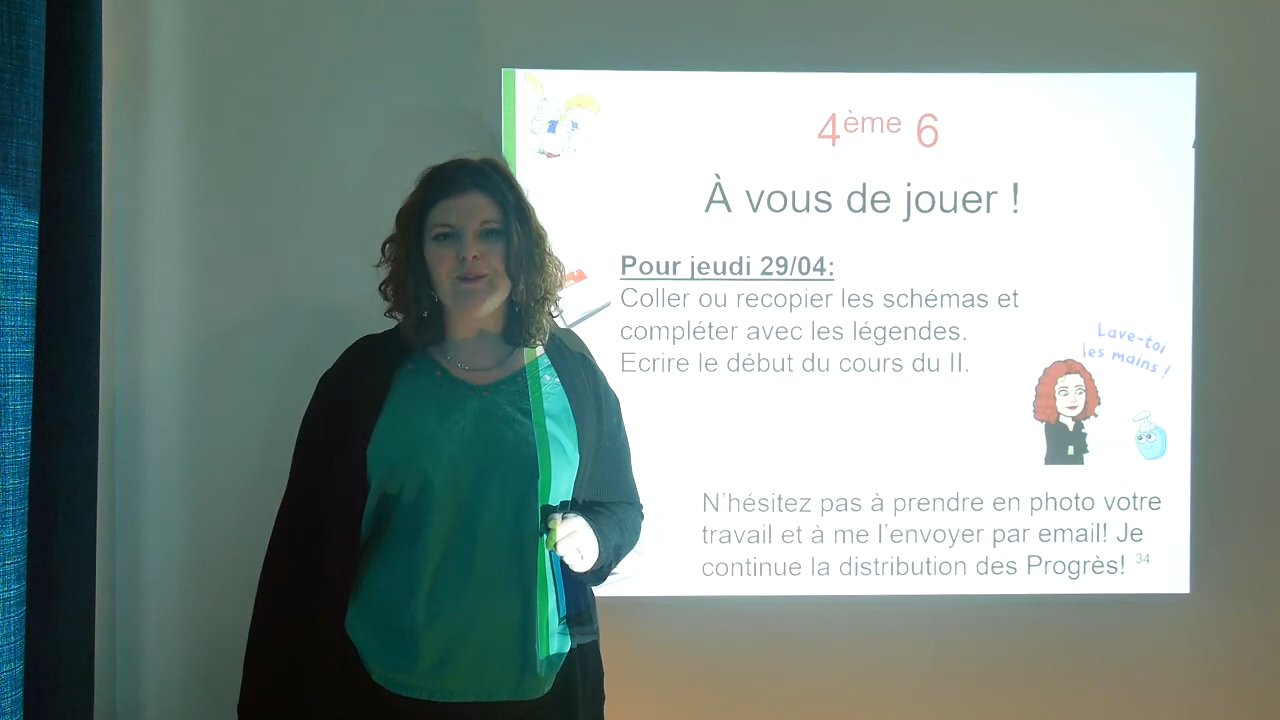 4ème 6
À vous de jouer !
Pour jeudi 29/04:
Coller ou recopier les schémas et
compléter avec les légendes.
Ecrire le début du cours du II.
Lave-toi
les mains !
N'hésitez pas à prendre en photo votre
travail et à me l'envoyer par email! Je
continue la distribution des Progrès! 34